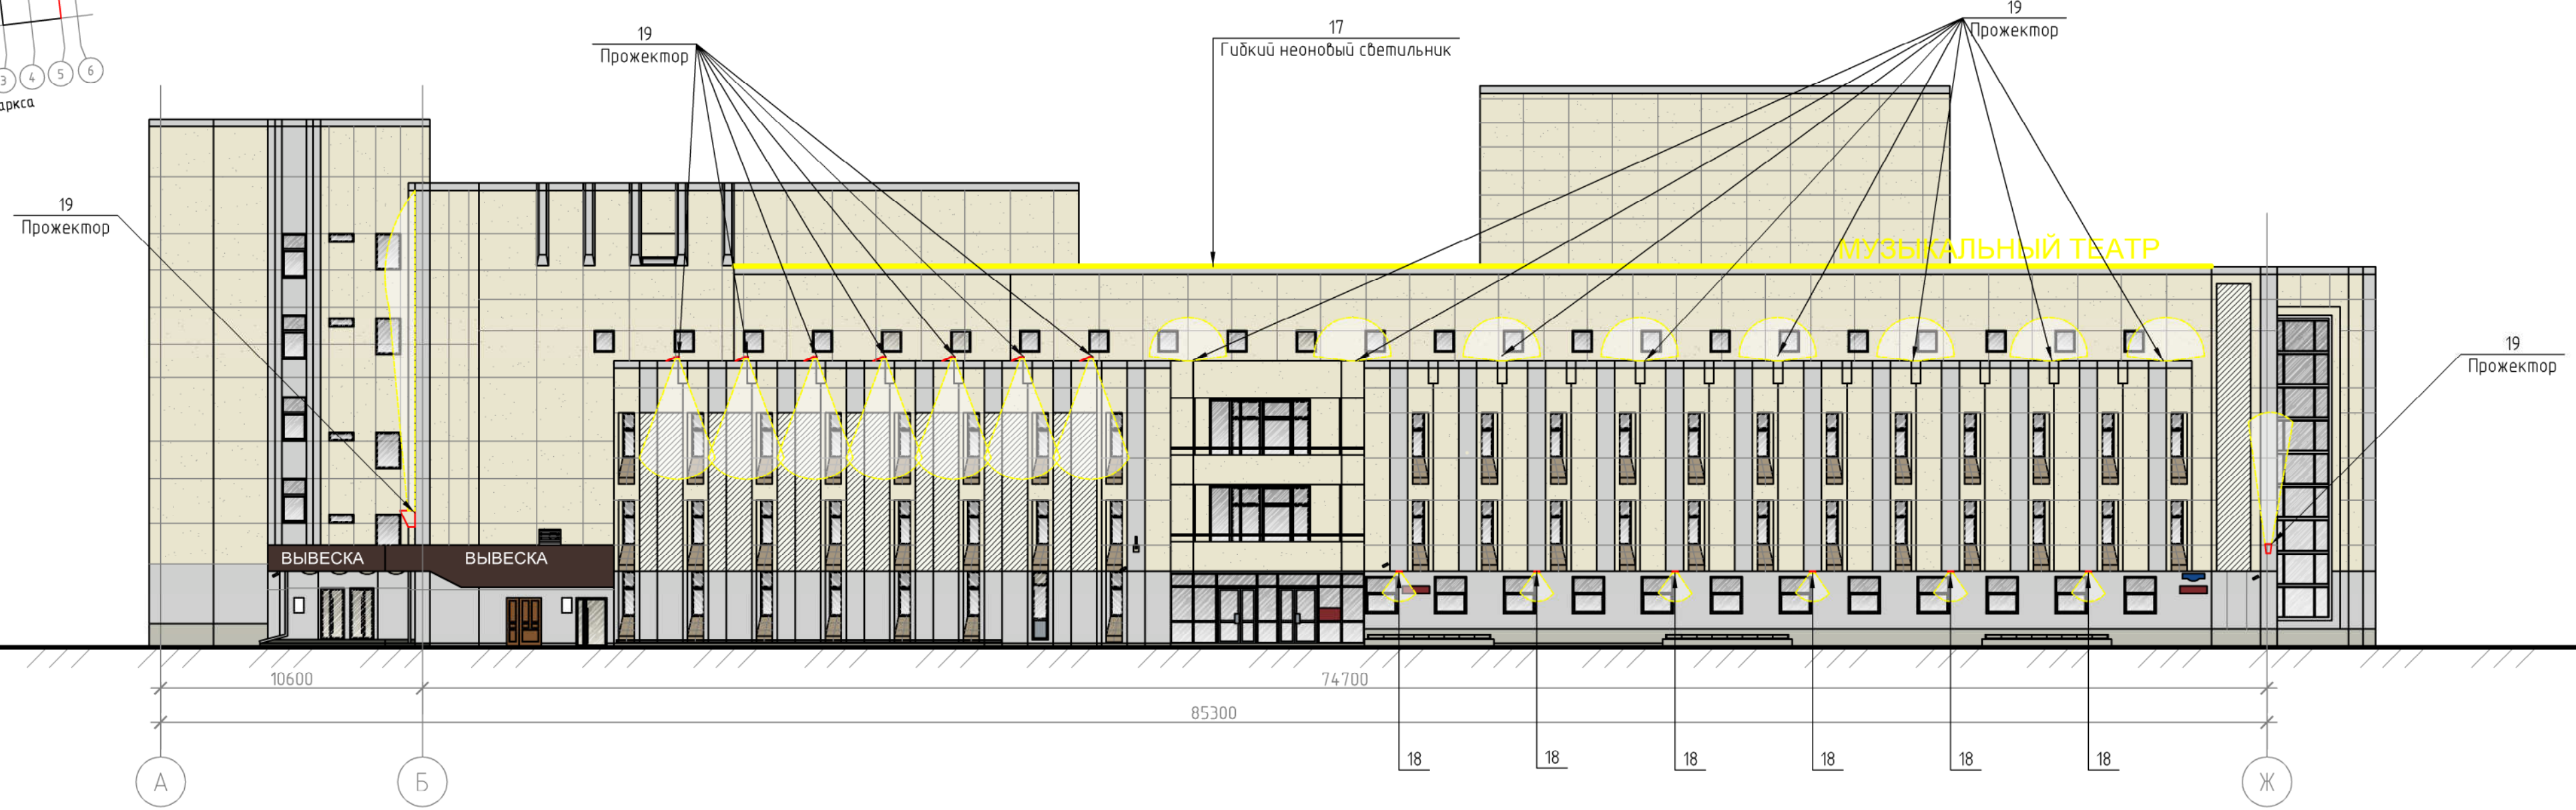 19
Прожектор
17
Гибкий неоновый светильник
19
Прожектор
3
4
5
6
аркса
19
Прожектор
МУЗЫКАЛЬНЫЙ ТЕАТР
19
Прожектор
ВЫВЕСКА
ВЫВЕСКА
10600
74700
85300
18
18
18
18
18
18
А
Б
Ж